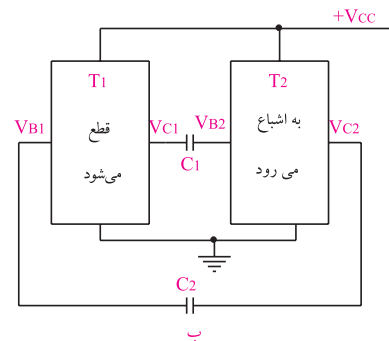 +VCC
T1
T2
VB1
قطع
می‌شود
VC1
C1
VB2
به اشباع
می رود
VC2
C2
ب